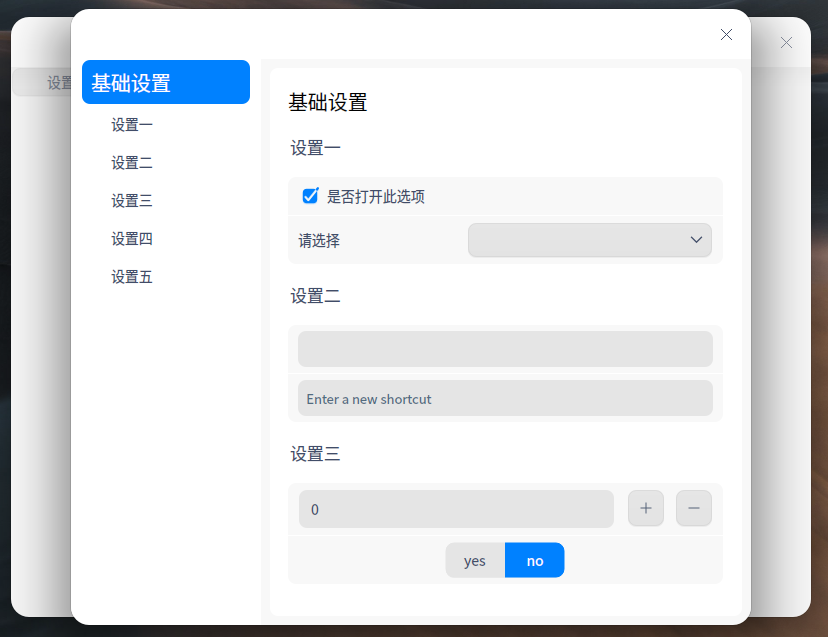 设置
基础设置
设置一
设置二
设置三
设置四
设置五
基础设置
设置一
是否打开此选项
请选择
设置二
Enter a new shortcut
设置三
0
yes no